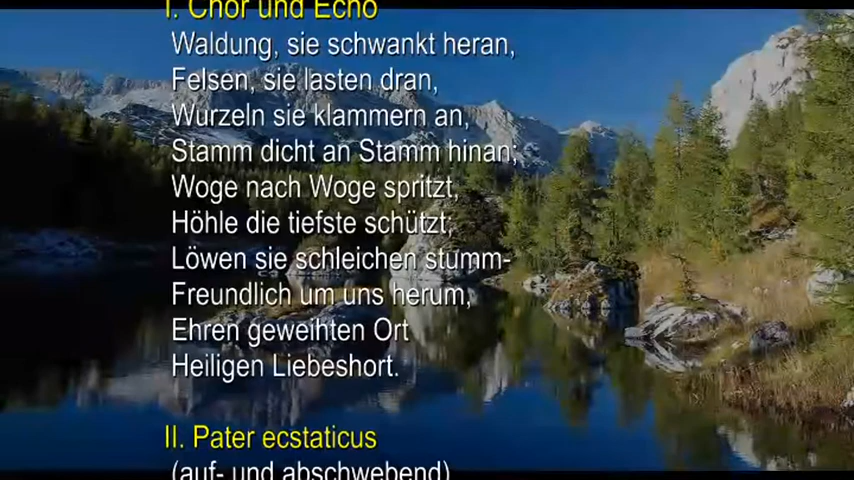 I. Chor und Echo
Waldung, sie schwankt heran,
Felsen, sie lasten dran,
Wurzeln sie klammern an,
Stamm dicht an Stamm hinan;
Woge nach Woge spritzt,
Höhle die tiefste schützt;
Löwen sie schleichen stumm-
Freundlich um uns herum,
Ehren geweihten Ort
Heiligen Liebeshort.
II. Pater ecstaticus
(auf- und abschwebend)